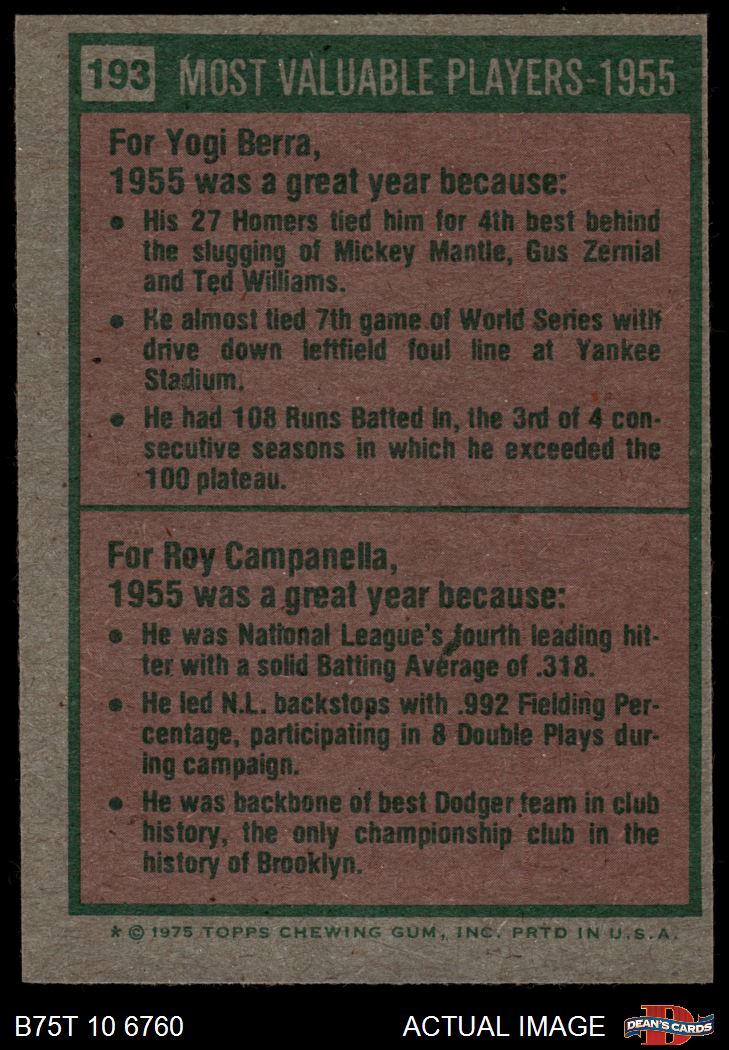 193 MOST VALUABLE PLAYERS-1955
For Yogi Berra,
1955 was a great year because:
• His 27 Homers tied him for 4th best behind
the slugging of Mickey Mantle, Gus Zernial
and Ted Williams.
• He almost tied 7th game of World Series with
drive down leftfield foul line at Yankee
Stadium.
• He had 108 Runs Batted In, the 3rd of 4 con-
secutive seasons in which he exceeded the
100 plateau.
For Roy Campanella,
1955 was a great year because:
• He was National League's fourth leading hit-
ter with a solid Batting Average of .318.
• He led N.L. backstops with .992 Fielding Per-
centage, participating in 8 Double Plays dur-
ing campaign.
• He was backbone of best Dodger team in club
history, the only championship club in the
history of Brooklyn.
* © 1975 TOPPS CHEWING GUM, INC. PRTD IN U.S.A.
B75T 10 6760 ACTUAL IMAGE DEAN'S CARDS